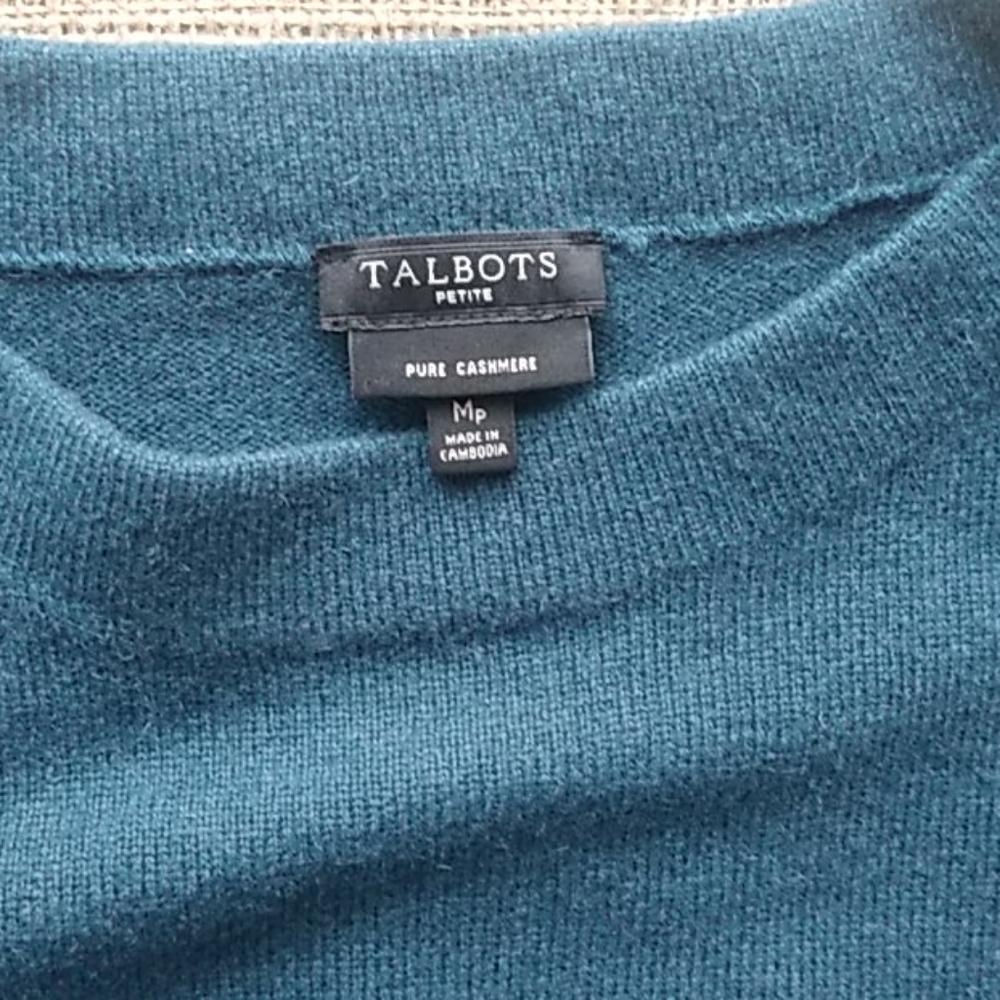 TALBOTS
PETITE
PURE CASHMERE
MP
MADE IN
CAMBODIA